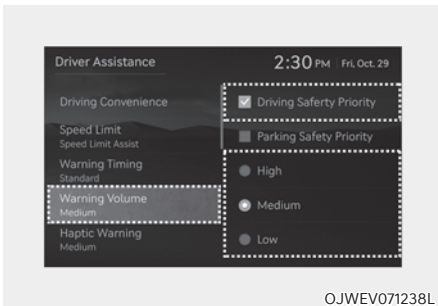 Driver Assistance
2:30 PM Fri, Oct. 29
Driving Convenience
Speed Limit
Speed Limit Assist
Warning Timing
Standard
Warning Volume
Medium
Haptic Warning
Medium
Driving Saferty Priority
Parking Safety Priority
High
Medium
Low
OJWEV071238L